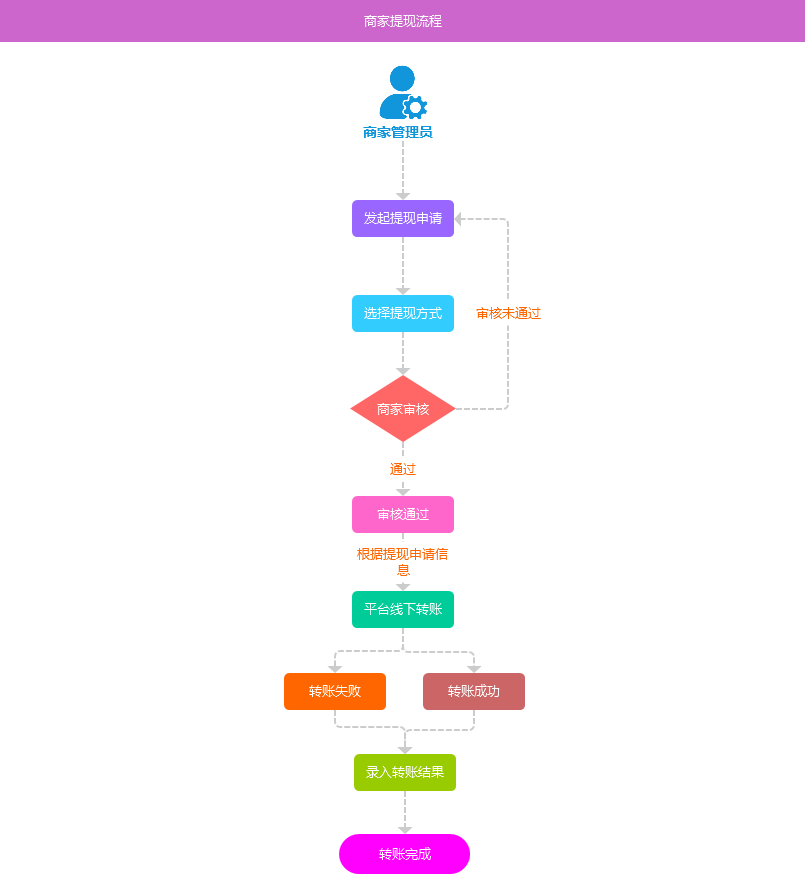 商家提现流程
商家管理员
发起提现申请
选择提现方式
审核未通过
商家审核
通过
审核通过
根据提现申请信
息
平台线下转账
转账失败
转账成功
录入转账结果
转账完成